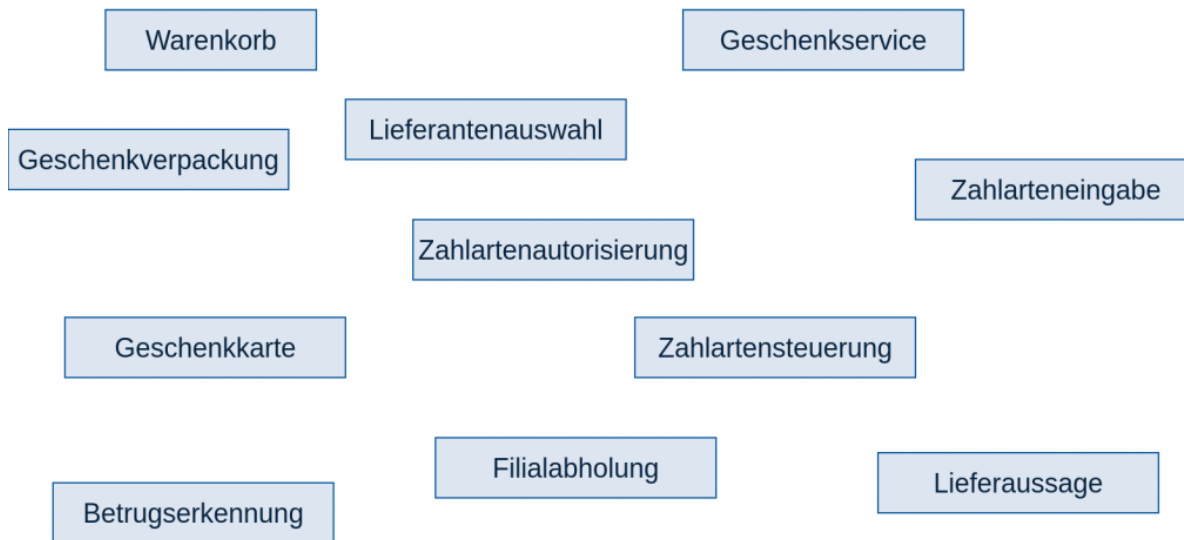 Warenkorb
Geschenkservice
Lieferantenauswahl
Geschenkverpackung
Zahlarteneingabe
Zahlartenautorisierung
Geschenkkarte
Zahlartensteuerung
Filialabholung
Lieferaussage
Betrugserkennung